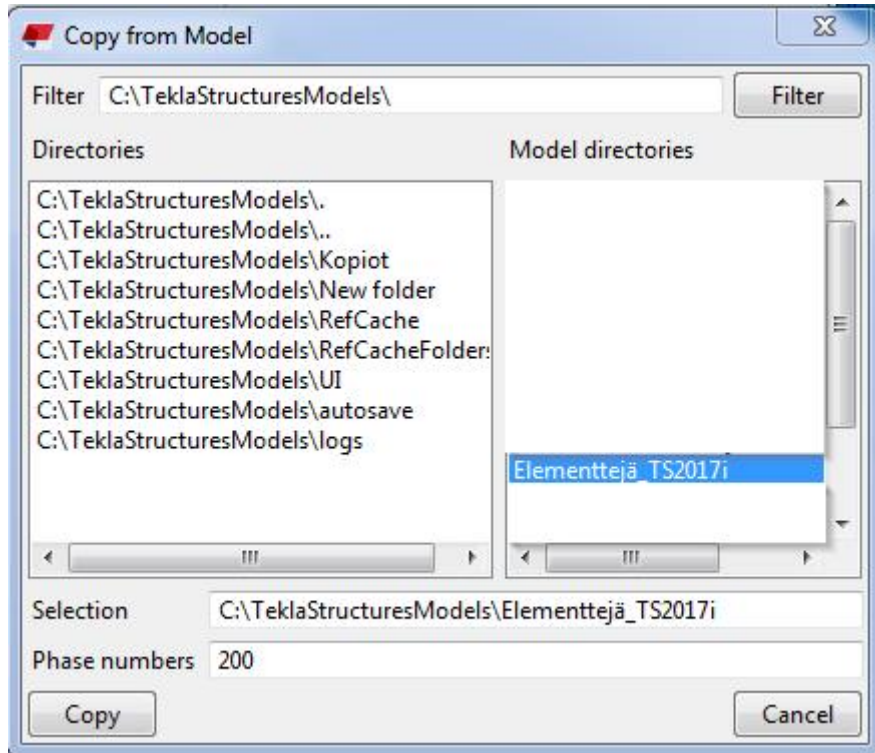 Copy from Model
Filter C:\TeklaStructuresModels\ Filter
Directories Model directories
C:\TeklaStructuresModels\.
C:\TeklaStructuresModels\..
C:\TeklaStructuresModels\Kopiot
C:\TeklaStructuresModels\New folder
C:\TeklaStructuresModels\RefCache
C:\TeklaStructuresModels\RefCacheFolders
C:\TeklaStructuresModels\UI
C:\TeklaStructuresModels\autosave
C:\TeklaStructuresModels\logs
Elementtejä_TS2017i
Selection C:\TeklaStructuresModels\Elementtejä_TS2017i
Phase numbers 200
Copy Cancel